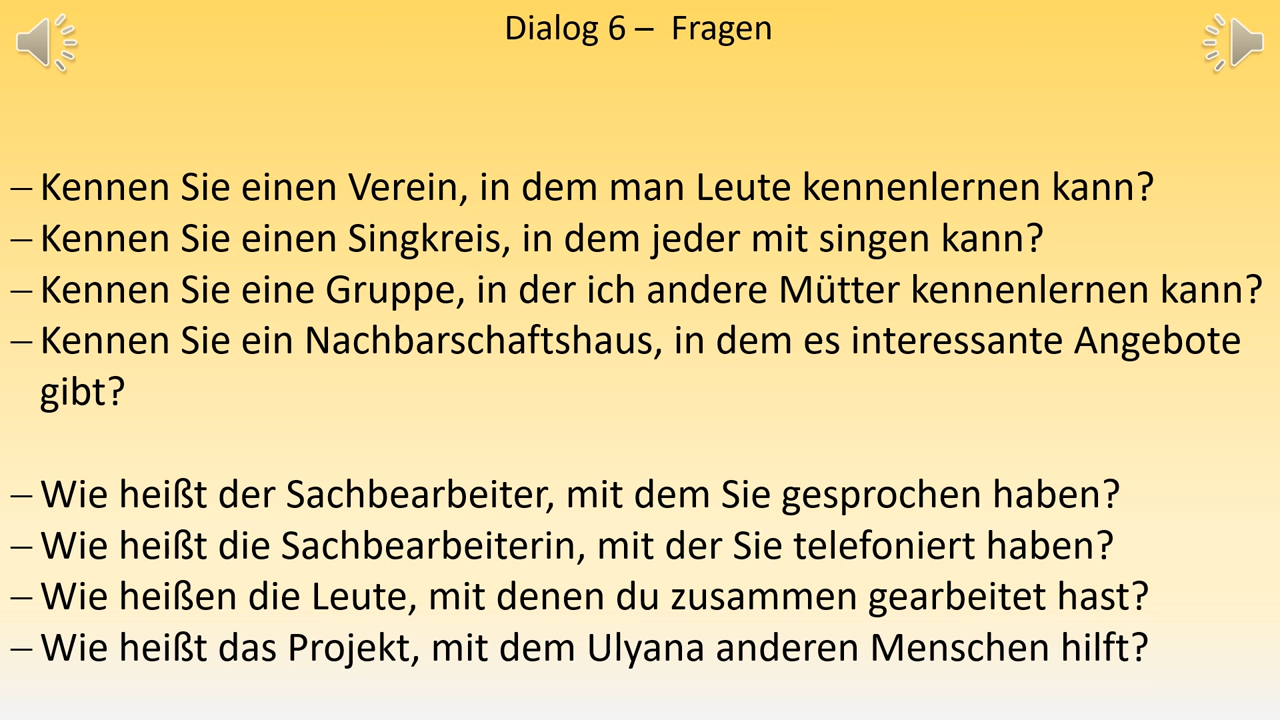 Dialog 6 – Fragen
– Kennen Sie einen Verein, in dem man Leute kennenlernen kann?
– Kennen Sie einen Singkreis, in dem jeder mit singen kann?
– Kennen Sie eine Gruppe, in der ich andere Mütter kennenlernen kann?
– Kennen Sie ein Nachbarschaftshaus, in dem es interessante Angebote
gibt?
– Wie heißt der Sachbearbeiter, mit dem Sie gesprochen haben?
– Wie heißt die Sachbearbeiterin, mit der Sie telefoniert haben?
– Wie heißen die Leute, mit denen du zusammen gearbeitet hast?
– Wie heißt das Projekt, mit dem Ulyana anderen Menschen hilft?